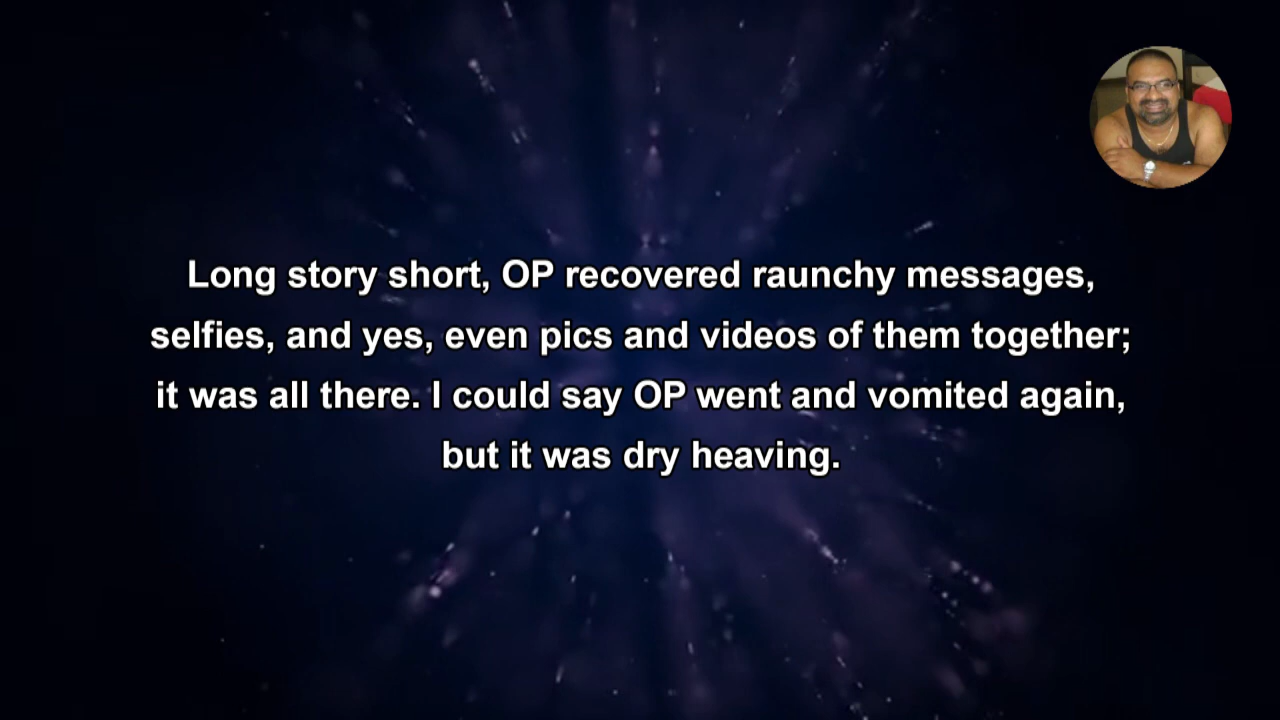 Long story short, OP recovered raunchy messages,
selfies, and yes, even pics and videos of them together;
it was all there. I could say OP went and vomited again,
but it was dry heaving.